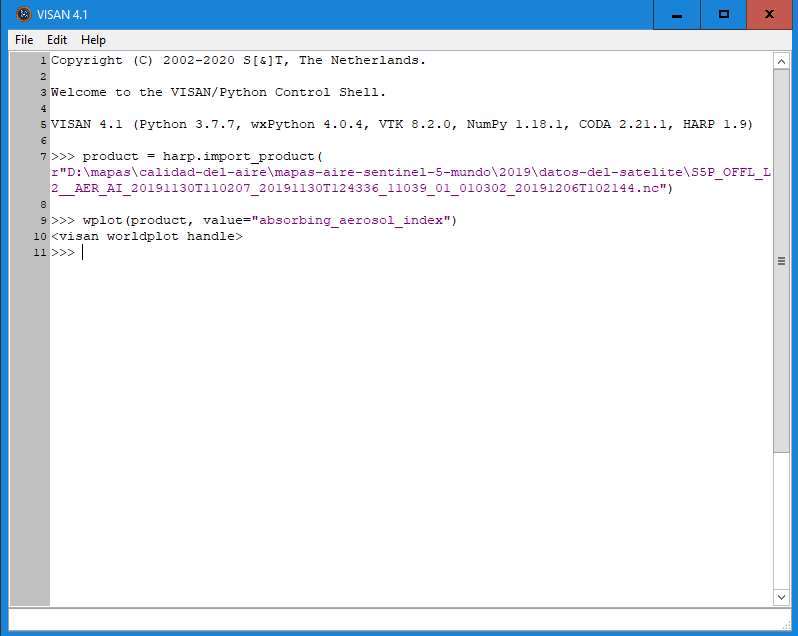 VISAN 4.1
File Edit Help
1 Copyright (C) 2002-2020 S[&]T, The Netherlands.
2
3 Welcome to the VISAN/Python Control Shell.
4
5 VISAN 4.1 (Python 3.7.7, wxPython 4.0.4, VTK 8.2.0, NumPy 1.18.1, CODA 2.21.1, HARP 1.9)
6
7 >>> product = harp.import_product(
r"D:\mapas\calidad-del-aire\mapas-aire-sentinel-5-mundo\2019\datos-del-satelite\S5P_OFFL_L
2__AER_AI_20191130T110207_20191130T124336_11039_01_010302_20191206T102144.nc")
8
9 >>> wplot(product, value="absorbing_aerosol_index")
10 <visan worldplot handle>
11 >>>